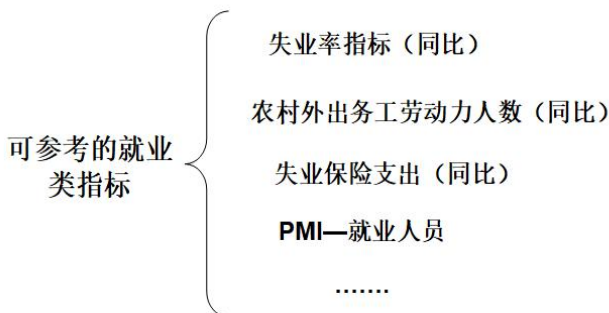 失业率指标（同比）
农村外出务工劳动力人数（同比）
可参考的就业
类指标
失业保险支出（同比）
PMI—就业人员
.......